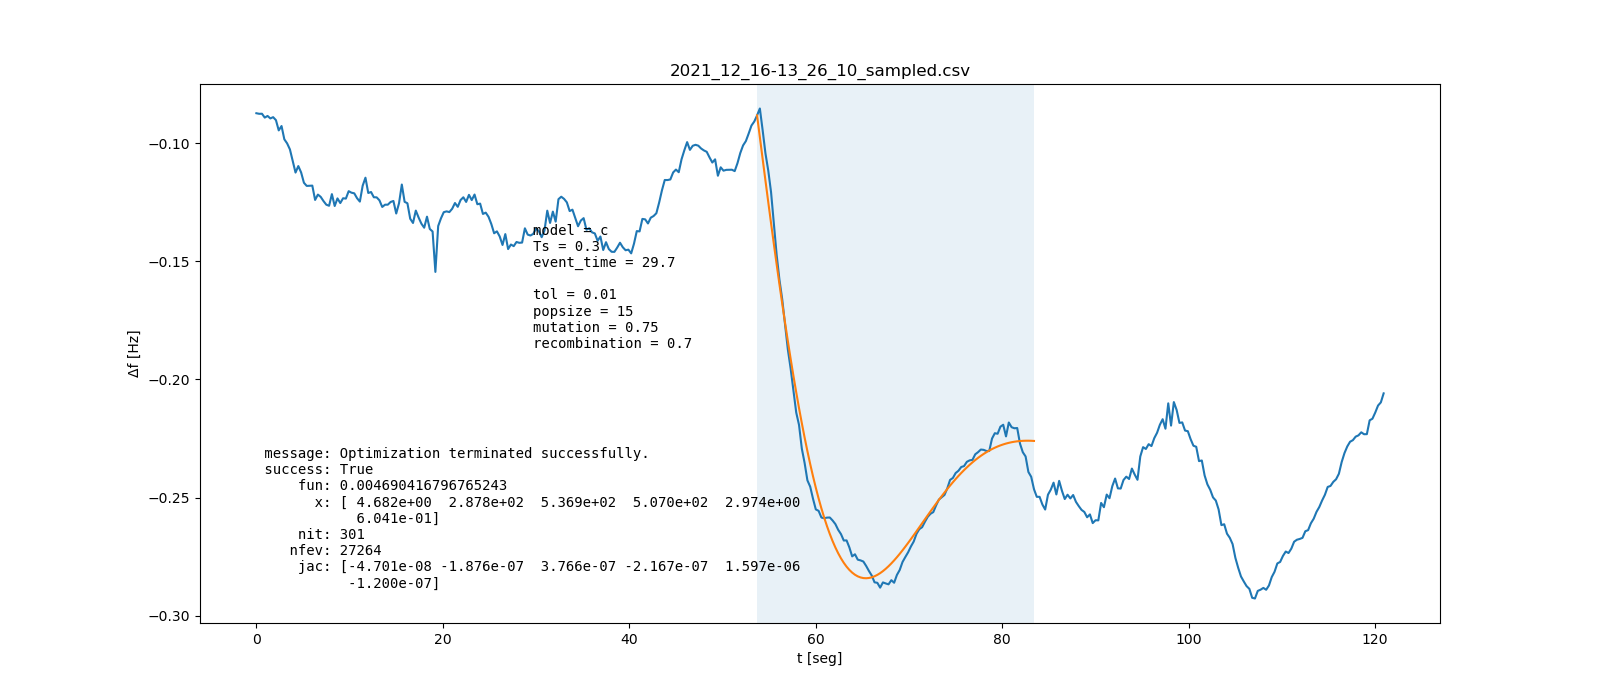 2021_12_16-13_26_10_sampled.csv
−0.10
−0.15
−0.20
−0.25
−0.30
Δf [Hz]
model = c
Ts = 0.3
event_time = 29.7
tol = 0.01
popsize = 15
mutation = 0.75
recombination = 0.7
message: Optimization terminated successfully.
success: True
fun: 0.004690416796765243
x: [ 4.682e+00  2.878e+02  5.369e+02  5.070e+02  2.974e+00
6.041e-01]
nit: 301
nfev: 27264
jac: [-4.701e-08 -1.876e-07  3.766e-07 -2.167e-07  1.597e-06
-1.200e-07]
0 20 40 60 80 100 120
t [seg]